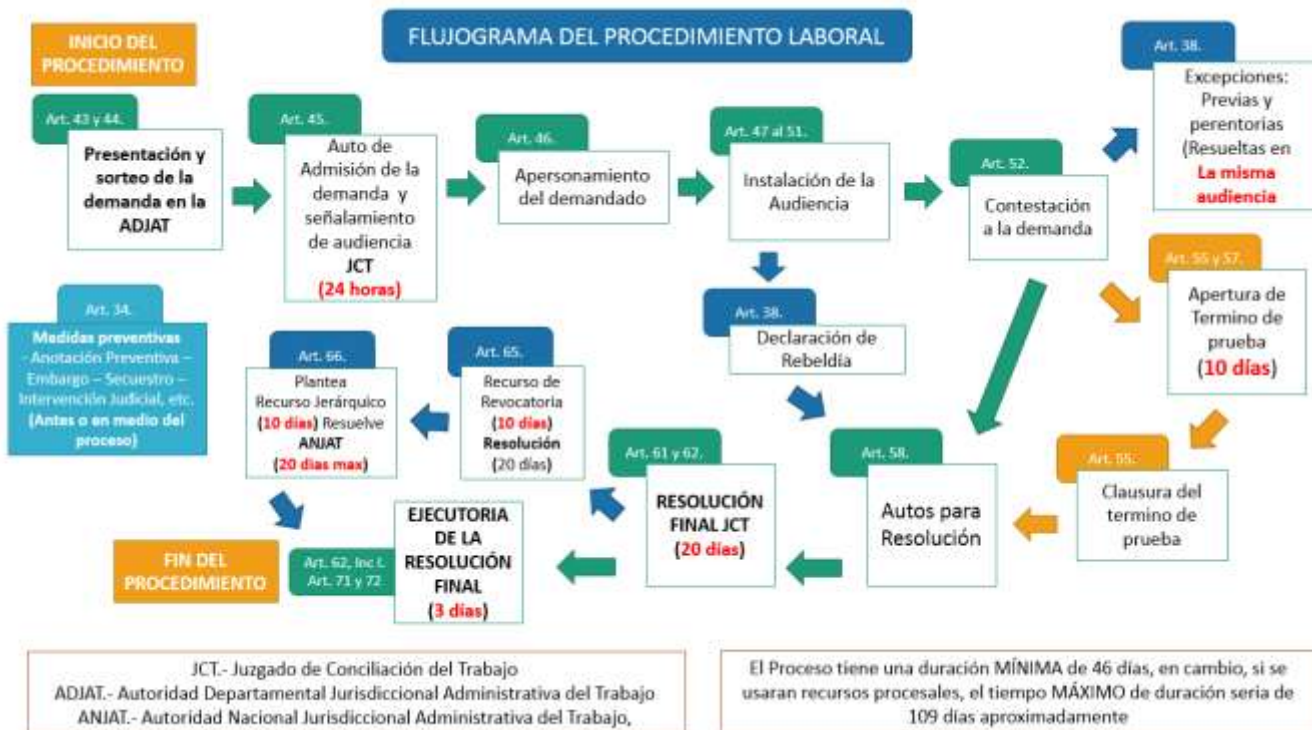 FLUJOGRAMA DEL PROCEDIMIENTO LABORAL
INICIO DEL
PROCEDIMIENTO
Art. 43 y 44.
Presentación y
sorteo de la
demanda en la
ADJAT
Art. 45.
Auto de
Admisión de la
demanda y
señalamiento
de audiencia
JCT
(24 horas)
Art. 46.
Apersonamiento
del demandado
Art. 47 al 51.
Instalación de la
Audiencia
Art. 52.
Contestación
a la demanda
Art. 38.
Excepciones:
Previas y
perentorias
(Resueltas en
La misma
audiencia
Art. 55 y 57.
Apertura de
Termino de
prueba
(10 días)
Art. 38.
Declaración de
Rebeldía
Art. 34.
Medidas preventivas
- Anotación Preventiva –
Embargo – Secuestro –
Intervención Judicial, etc.
(Antes o en medio del
proceso)
Art. 66.
Plantea
Recurso Jerárquico
(10 días) Resuelve
ANJAT
(20 dias max)
Art. 65.
Recurso de
Revocatoria
(10 días)
Resolución
(20 días)
Art. 61 y 62.
RESOLUCIÓN
FINAL JCT
(20 días)
Art. 58.
Autos para
Resolución
Art. 55.
Clausura del
termino de
prueba
FIN DEL
PROCEDIMIENTO
Art. 62, Inc
Art. 71 y 72
EJECUTORIA
DE LA
RESOLUCIÓN
FINAL
(3 días)
JCT.- Juzgado de Conciliación del Trabajo
ADJAT.- Autoridad Departamental Jurisdiccional Administrativa del Trabajo
ANJAT.- Autoridad Nacional Jurisdiccional Administrativa del Trabajo,
El Proceso tiene una duración MÍNIMA de 46 días, en cambio, si se
usaran recursos procesales, el tiempo MÁXIMO de duración seria de
109 días aproximadamente